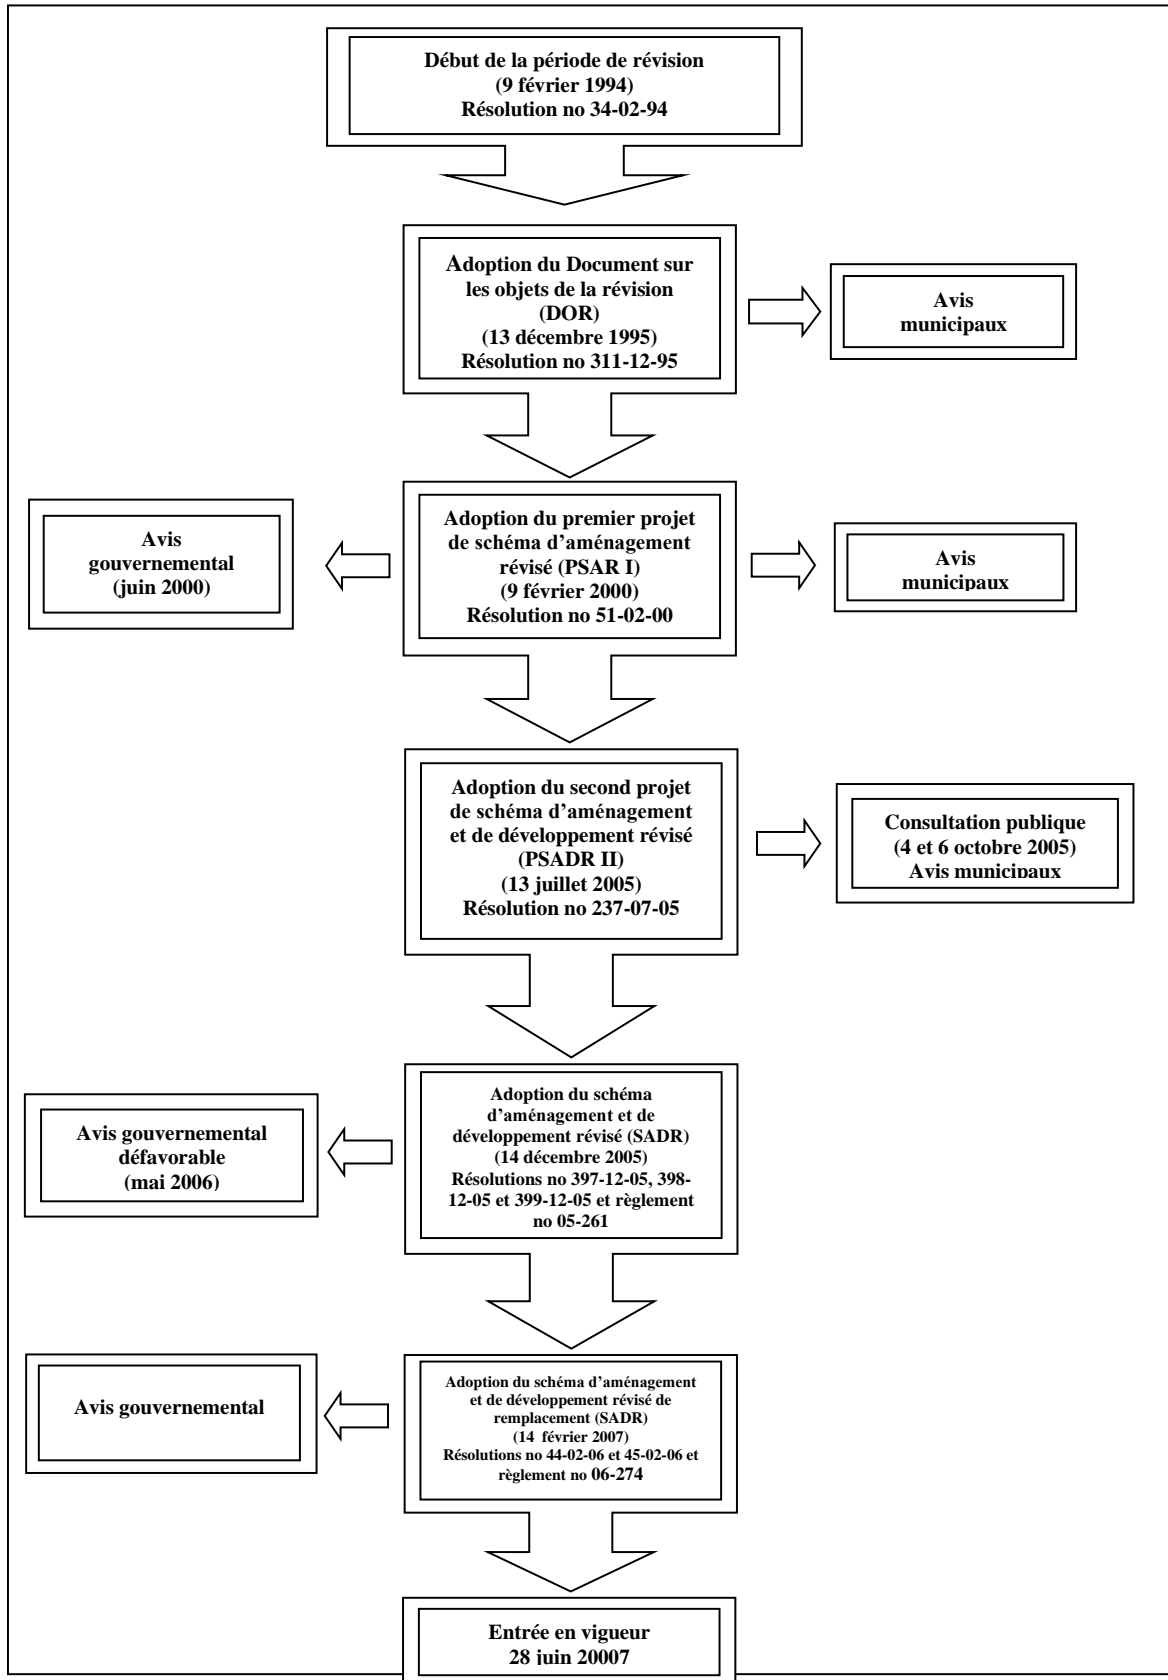 Début de la période de révision
(9 février 1994)
Résolution no 34-02-94
Adoption du Document sur
les objets de la révision
(DOR)
(13 décembre 1995)
Résolution no 311-12-95
Avis
municipaux
Avis
gouvernemental
(juin 2000)
Adoption du premier projet
de schéma d'aménagement
révisé (PSAR I)
(9 février 2000)
Résolution no 51-02-00
Avis
municipaux
Adoption du second projet
de schéma d'aménagement
et de développement révisé
(PSADR II)
(13 juillet 2005)
Résolution no 237-07-05
Consultation publique
(4 et 6 octobre 2005)
Avis municipaux
Avis gouvernemental
défavorable
(mai 2006)
Adoption du schéma
d'aménagement et de
développement révisé (SADR)
(14 décembre 2005)
Résolutions no 397-12-05, 398-
12-05 et 399-12-05 et règlement
no 05-261
Avis gouvernemental
Adoption du schéma d'aménagement
et de développement révisé de
remplacement (SADR)
(14 février 2007)
Résolutions no 44-02-06 et 45-02-06 et
règlement no 06-274
Entrée en vigueur
28 juin 20007